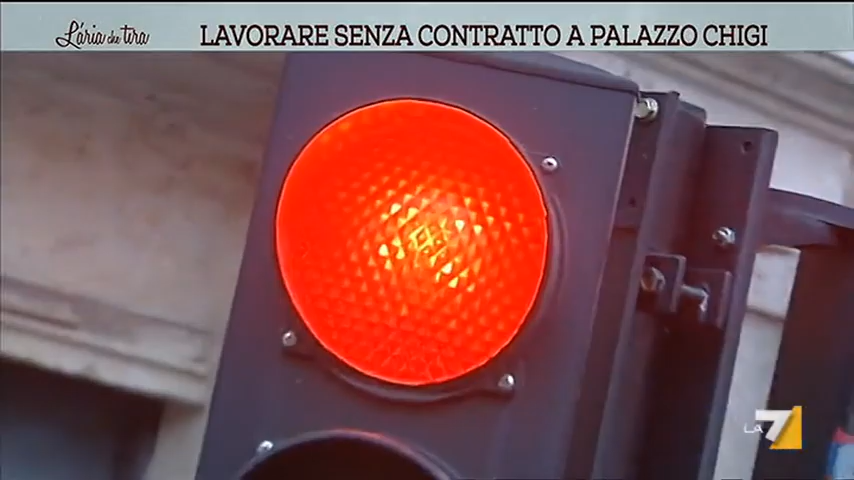 L'aria che tira
LAVORARE SENZA CONTRATTO A PALAZZO CHIGI
LA7